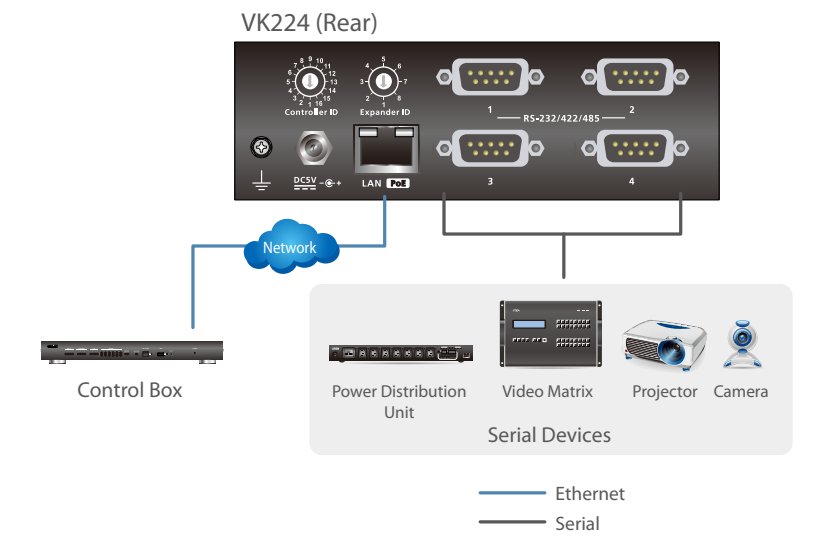 VK224 (Rear)
7 8 9 10 11 12 13 14 15 16 1 2 3 4 5 6
4 5 6 7 8 1 2 3
Controller ID
Expander ID
1
2
RS-232/422/485
DC5V - +
LAN PoE
3
4
Network
Control Box
Power Distribution
Unit
Video Matrix
Projector
Camera
Serial Devices
Ethernet
Serial